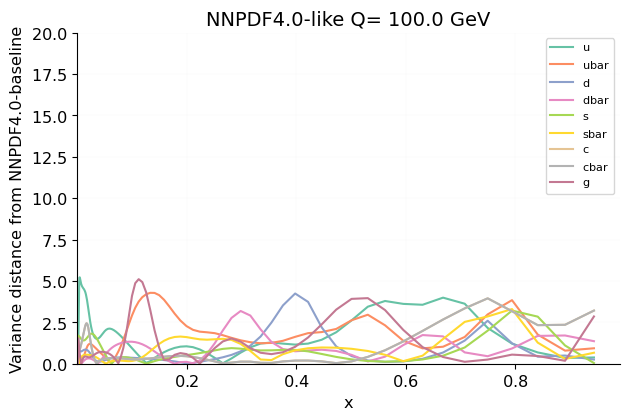 NNPDF4.0-like Q= 100.0 GeV
Variance distance from NNPDF4.0-baseline
20.0
17.5
15.0
12.5
10.0
7.5
5.0
2.5
0.0
u
ubar
d
dbar
s
sbar
c
cbar
g
0.2 0.4 0.6 0.8
x